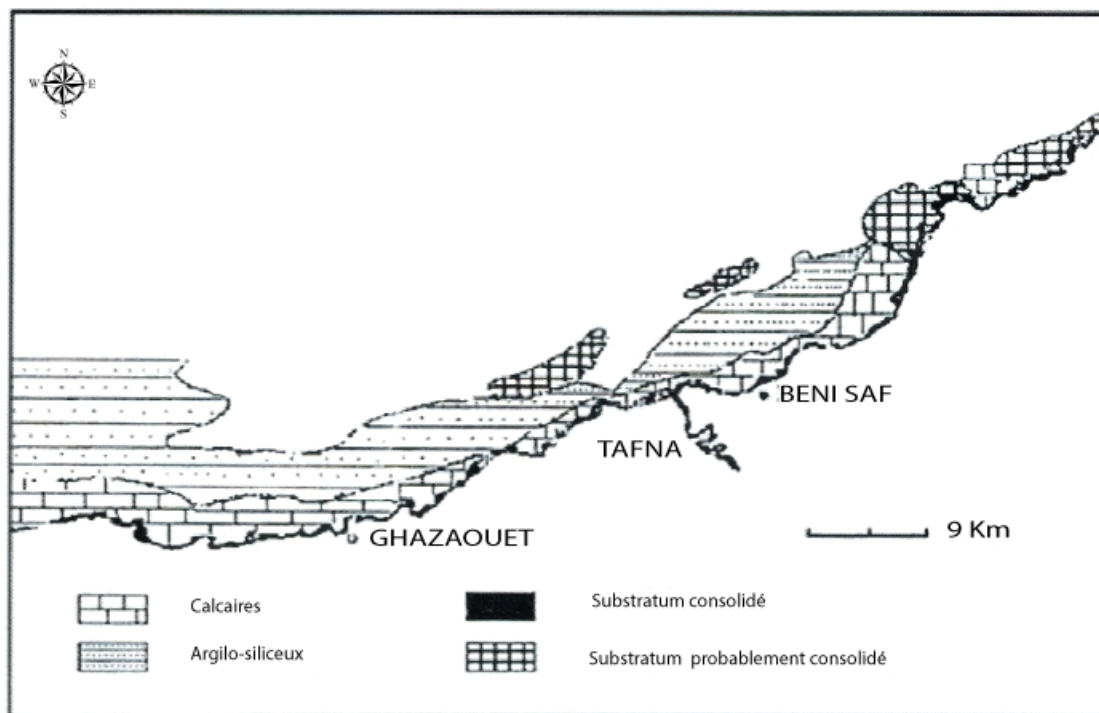 N
W E
S
BENI SAF
TAFNA
GHAZAOUET
9 Km
Calcaires
Substratum consolidé
Argilo-siliceux
Substratum probablement consolidé